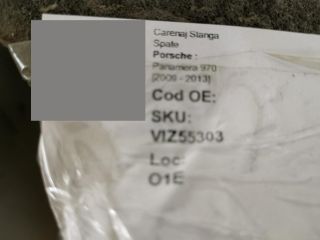 Carenaj Stanga
Spate
Porsche :
Panamera 970
[2009 - 2013]
Cod OE:
SKU:
VIZ55303
Loc:
O1E